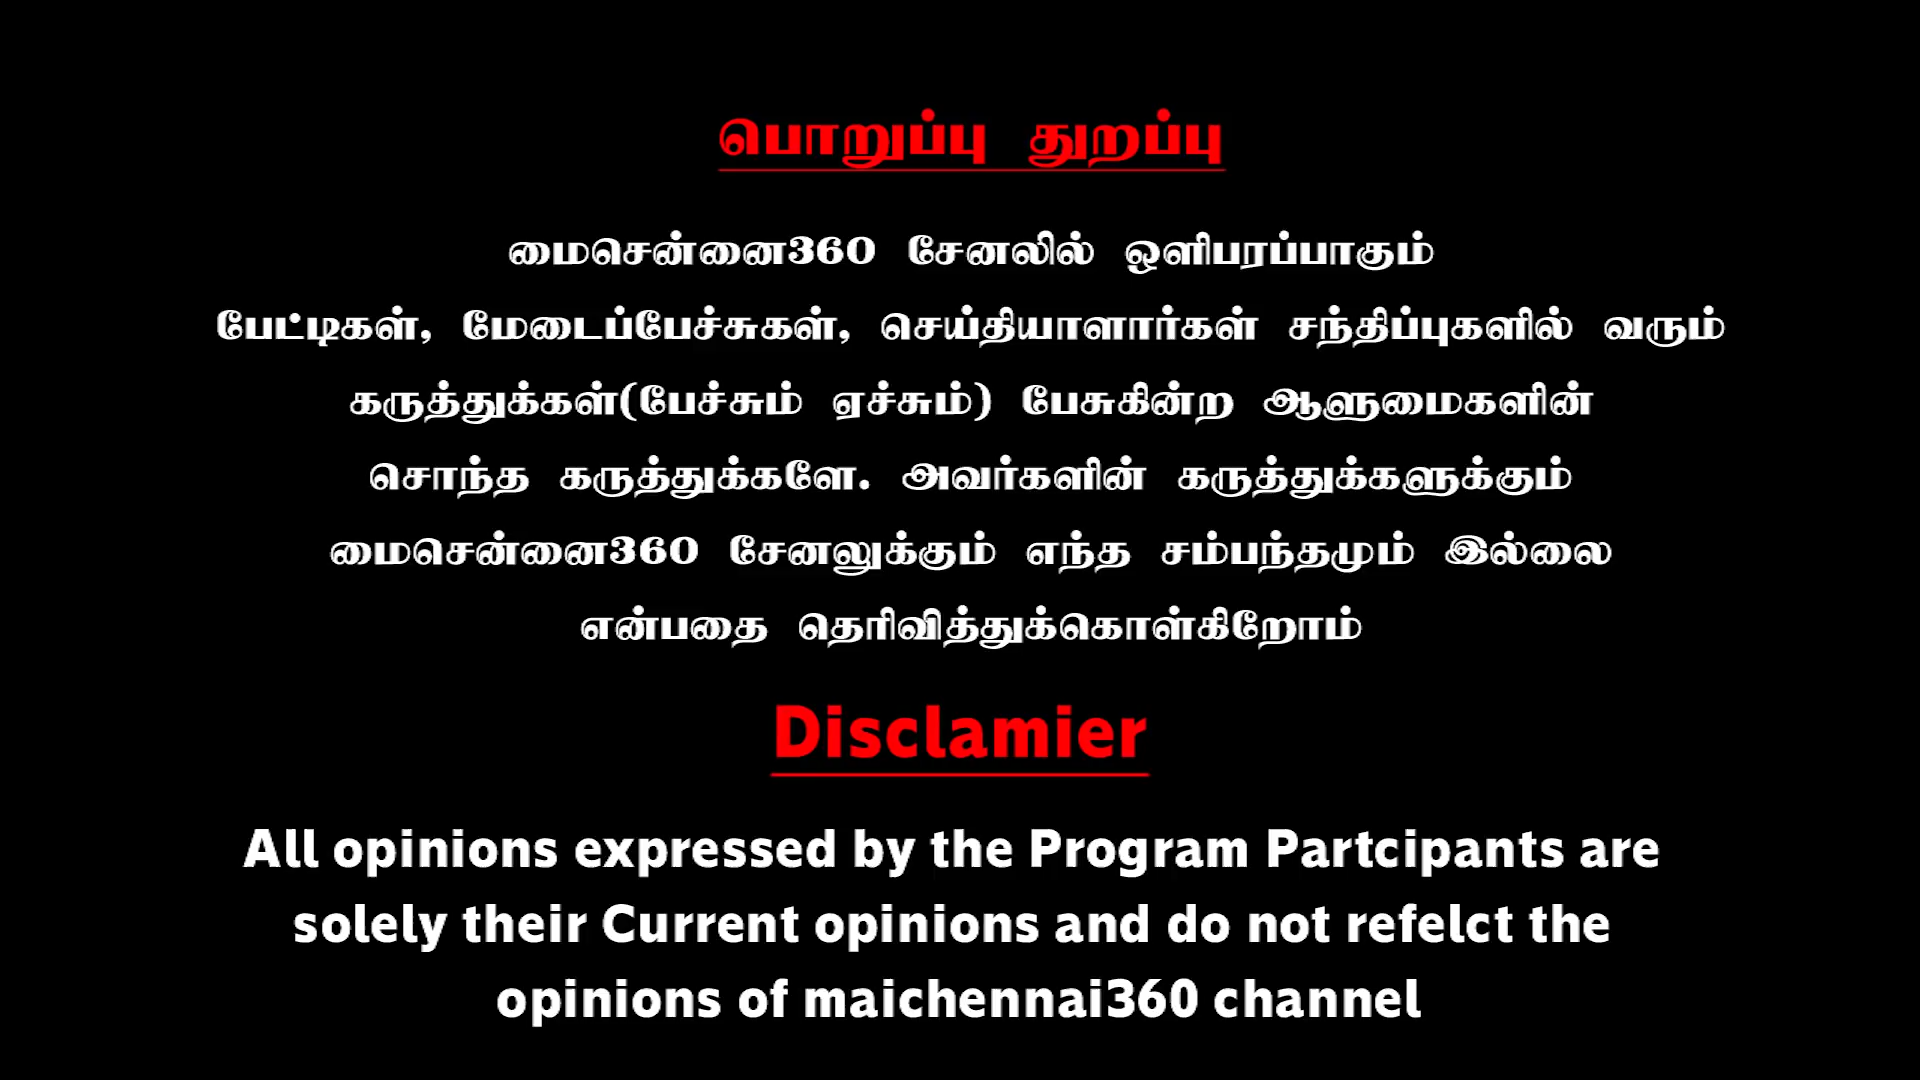 பொறுப்பு துறப்பு
மைசென்னை360 சேனலில் ஒளிபரப்பாகும்
பேட்டிகள், மேடைப்பேச்சுகள், செய்தியாளார்கள் சந்திப்புகளில் வரும்
கருத்துக்கள்(பேச்சும் ஏச்சும்) பேசுகின்ற ஆளுமைகளின்
சொந்த கருத்துக்களே. அவர்களின் கருத்துக்களுக்கும்
மைசென்னை360 சேனலுக்கும் எந்த சம்பந்தமும் இல்லை
என்பதை தெரிவித்துக்கொள்கிறோம்
Disclamier
All opinions expressed by the Program Partcipants are
solely their Current opinions and do not refelct the
opinions of maichennai360 channel